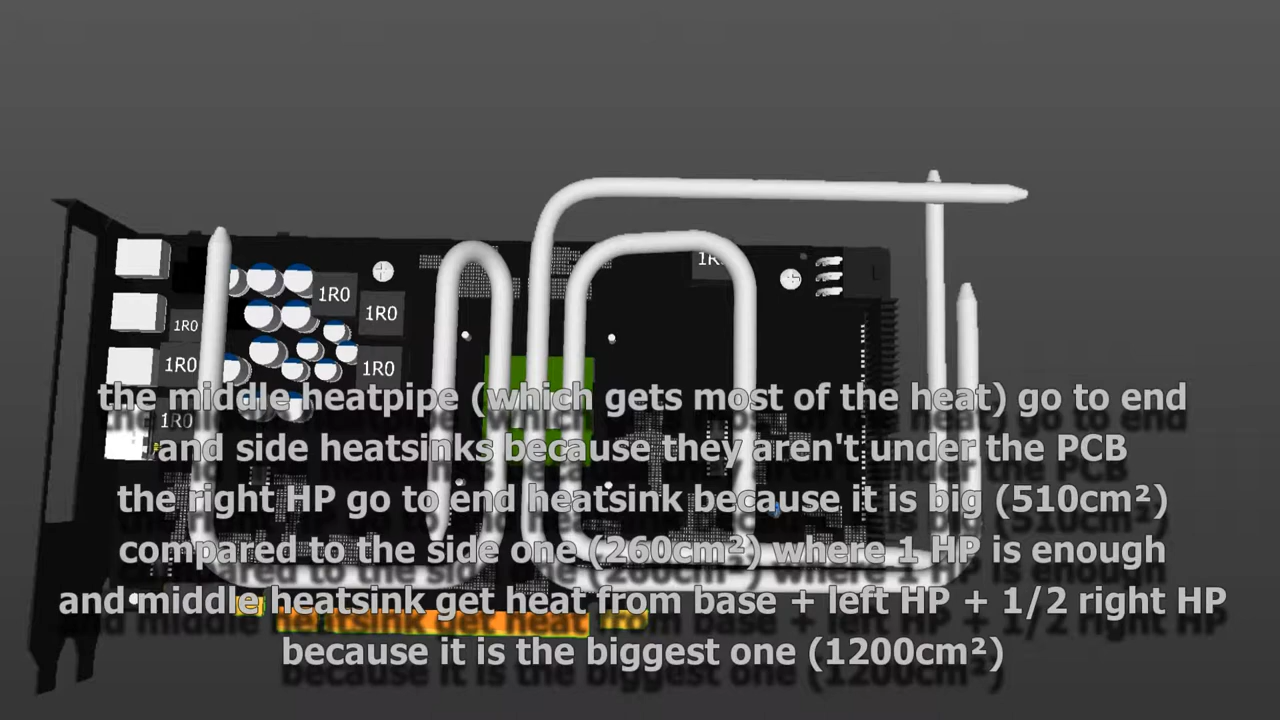 1R0
1R0
1R0
1R0
1R0
1R0
1R
the middle heatpipe (which gets most of the heat) go to end
and side heatsinks because they aren't under the PCB
the right HP go to end heatsink because it is big (510cm²)
compared to the side one (260cm²) where 1 HP is enough
and middle heatsink get heat from base + left HP + 1/2 right HP
because it is the biggest one (1200cm²)